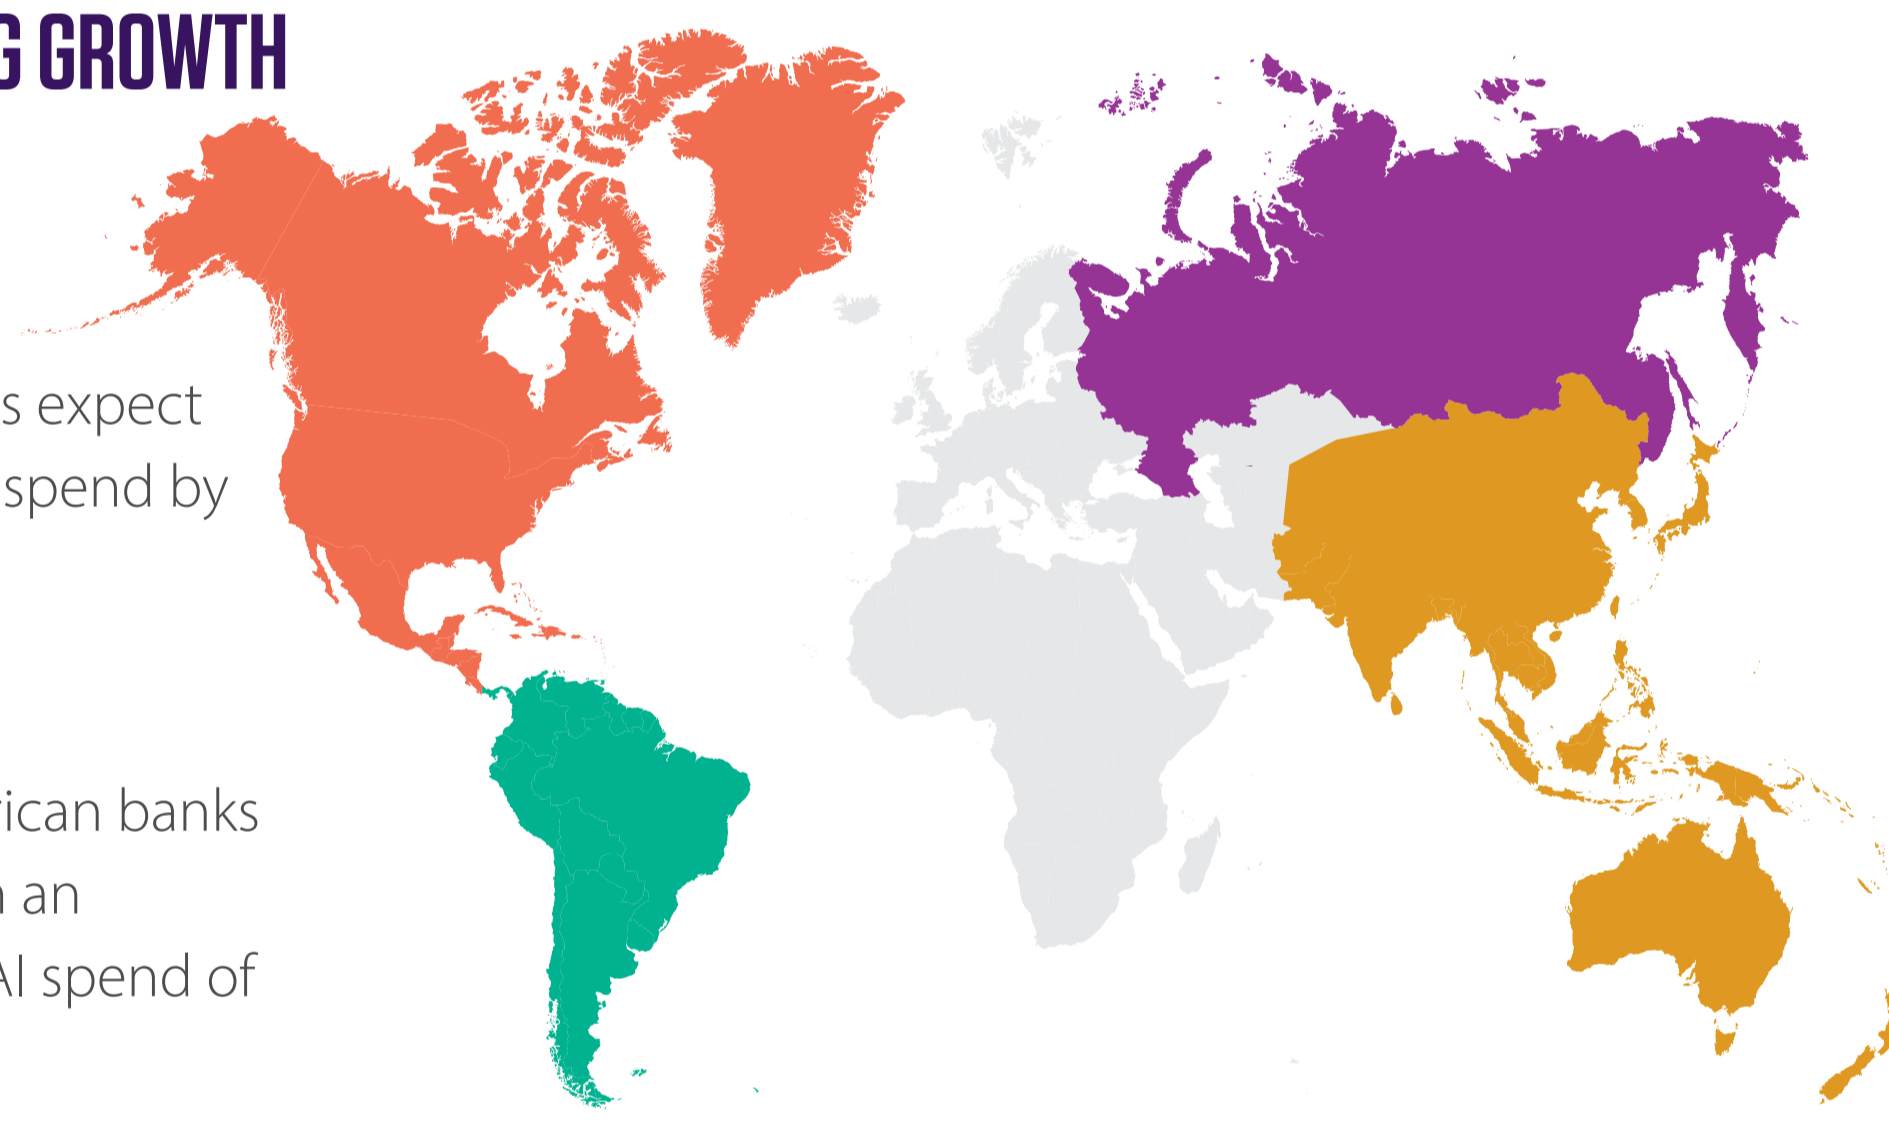 G GROWTH
s expect
spend by
ican banks
an
AI spend of